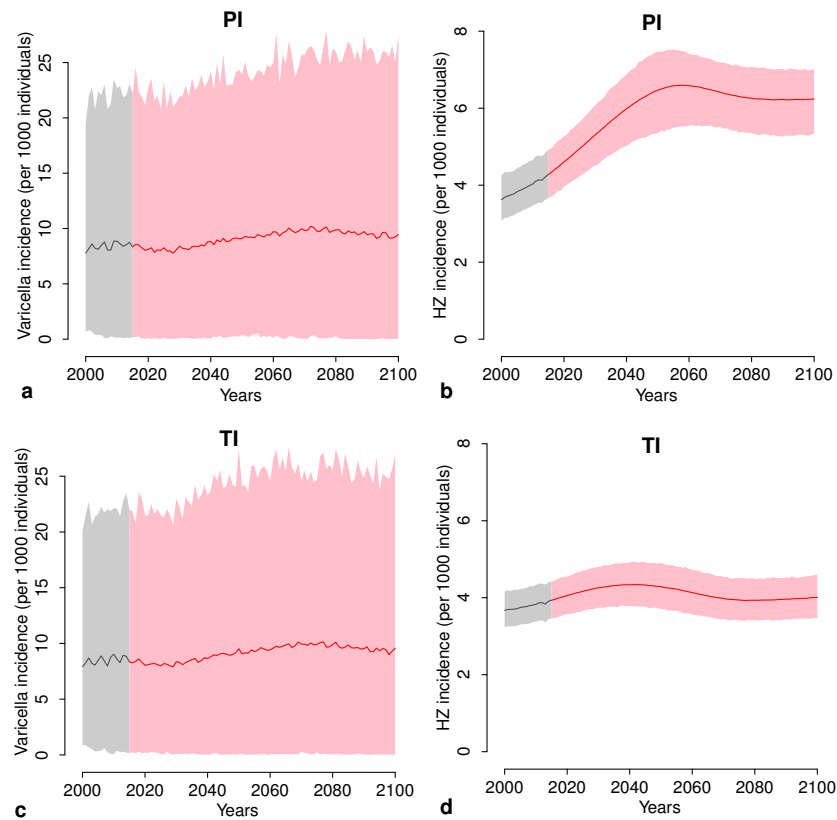 PI
Varicella incidence (per 1000 individuals)
25
20
15
10
5
0
2000 2020 2040 2060 2080 2100
Years
a
PI
HZ incidence (per 1000 individuals)
8
6
4
2
0
2000 2020 2040 2060 2080 2100
Years
b
TI
Varicella incidence (per 1000 individuals)
25
20
15
10
5
0
2000 2020 2040 2060 2080 2100
Years
c
TI
HZ incidence (per 1000 individuals)
8
6
4
2
0
2000 2020 2040 2060 2080 2100
Years
d